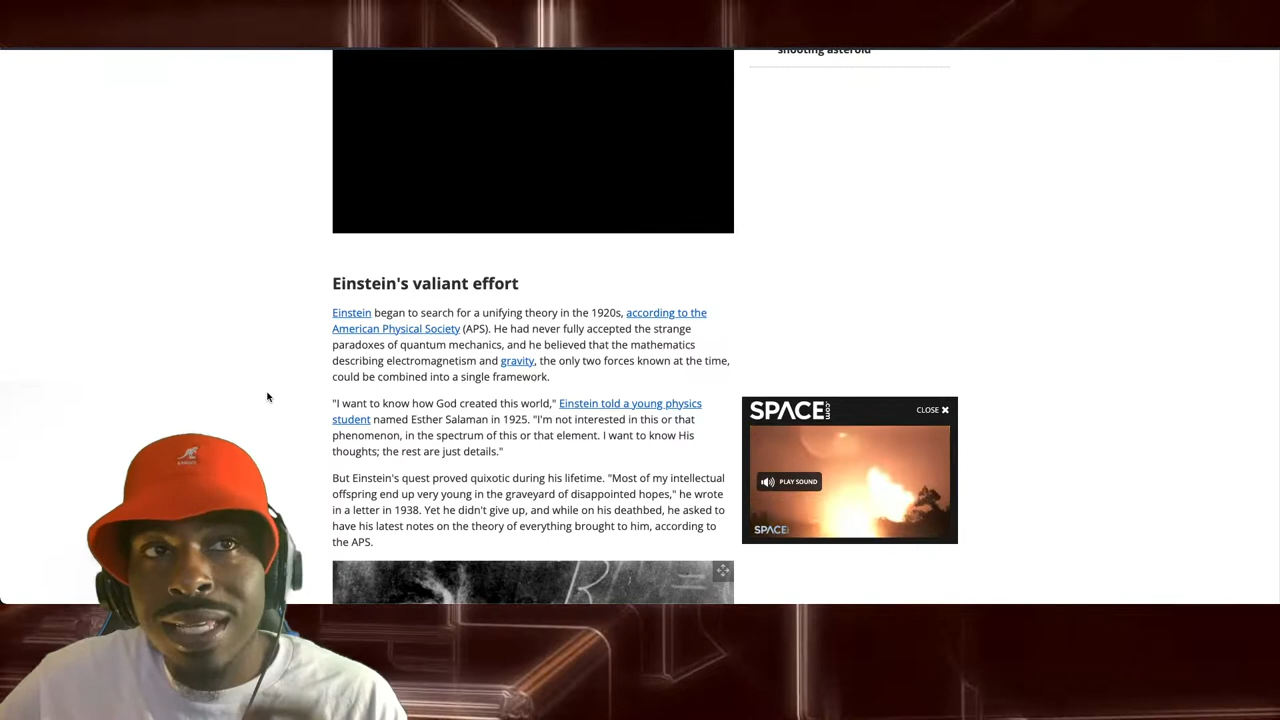 shooting asteroid
Einstein's valiant effort
Einstein began to search for a unifying theory in the 1920s, according to the
American Physical Society (APS). He had never fully accepted the strange
paradoxes of quantum mechanics, and he believed that the mathematics
describing electromagnetism and gravity, the only two forces known at the time,
could be combined into a single framework.
"I want to know how God created this world," Einstein told a young physics
student named Esther Salaman in 1925. "I'm not interested in this or that
phenomenon, in the spectrum of this or that element. I want to know His
thoughts; the rest are just details."
But Einstein's quest proved quixotic during his lifetime. "Most of my intellectual
offspring end up very young in the graveyard of disappointed hopes," he wrote
in a letter in 1938. Yet he didn't give up, and while on his deathbed, he asked to
have his latest notes on the theory of everything brought to him, according to
the APS.
SPACE.com
CLOSE
PLAY SOUND
SPACE
KANGOL